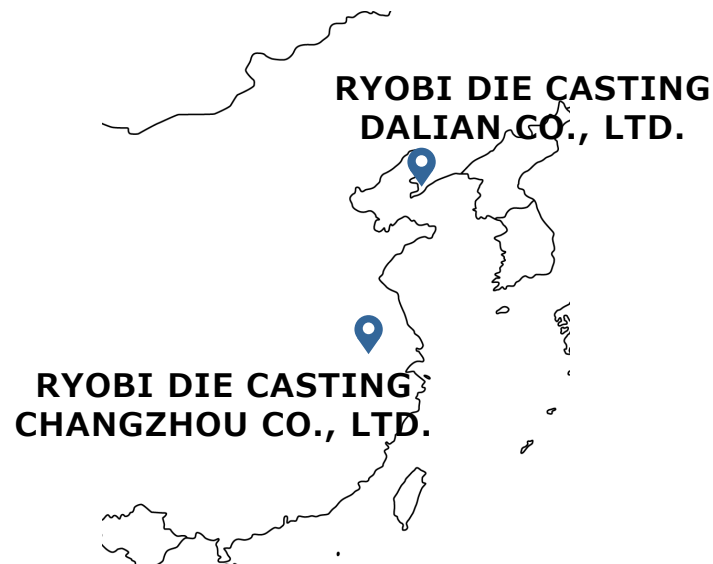 RYOBI DIE CASTING
DALIAN CO., LTD.
RYOBI DIE CASTING
CHANGZHOU CO., LTD.